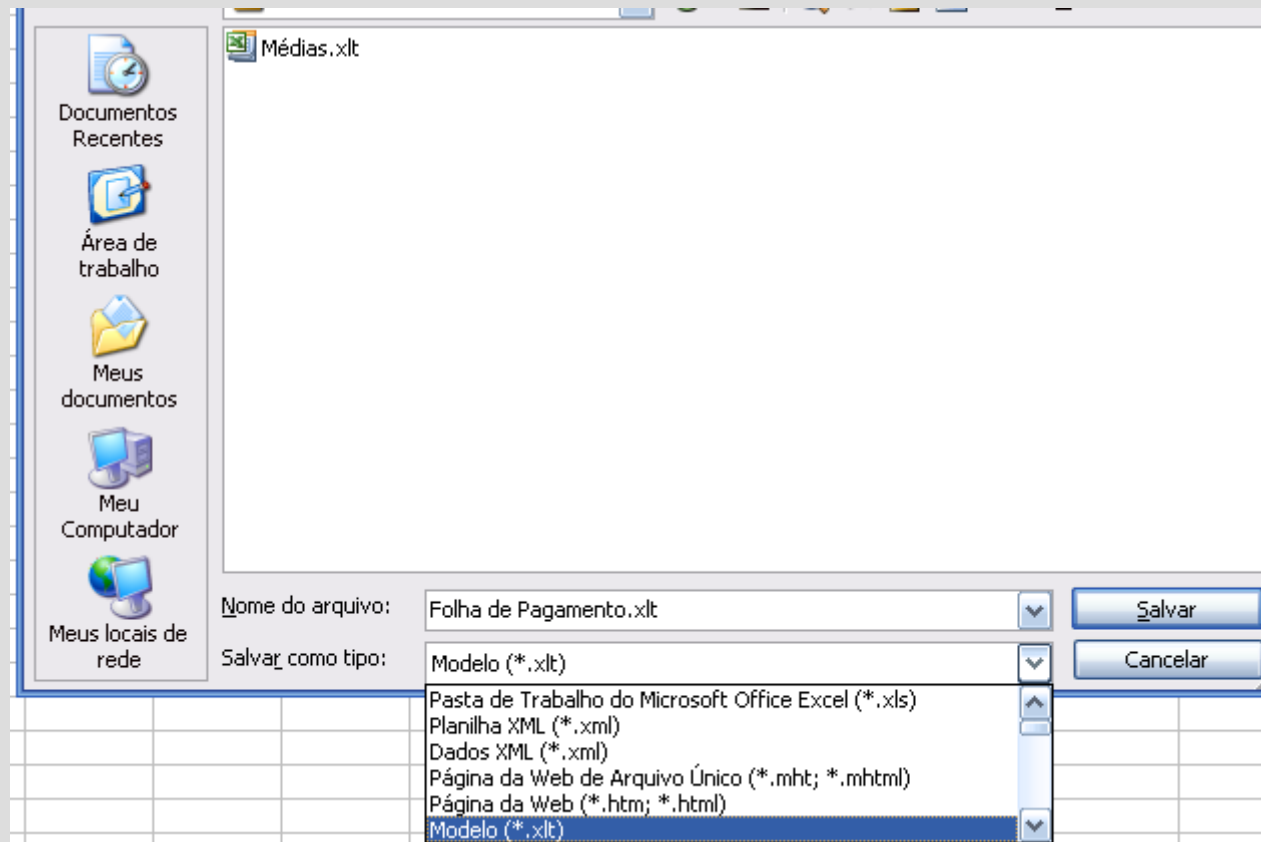 Médias.xlt
Documentos
Recentes
Área de
trabalho
Meus
documentos
Meu
Computador
Meus locais de
rede
Nome do arquivo:
Folha de Pagamento.xlt
Salvar
Salvar como tipo:
Modelo (*.xlt)
Cancelar
Pasta de Trabalho do Microsoft Office Excel (*.xls)
Planilha XML (*.xml)
Dados XML (*.xml)
Página da Web de Arquivo Único (*.mht; *.mhtml)
Página da Web (*.htm; *.html)
Modelo (*.xlt)